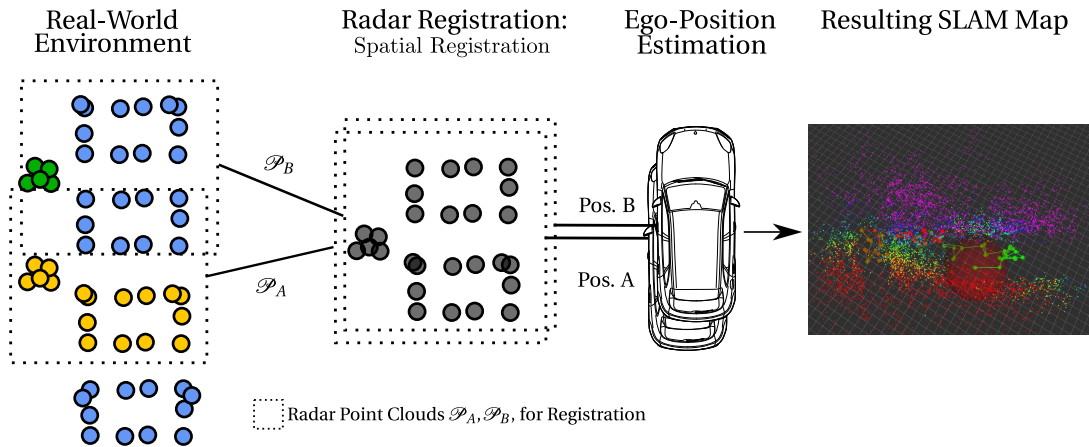 Real-World
Environment
Radar Registration:
Spatial Registration
Ego-Position
Estimation
Resulting SLAM Map
𝒫_B
𝒫_A
Pos. B
Pos. A
Radar Point Clouds 𝒫_A, 𝒫_B, for Registration